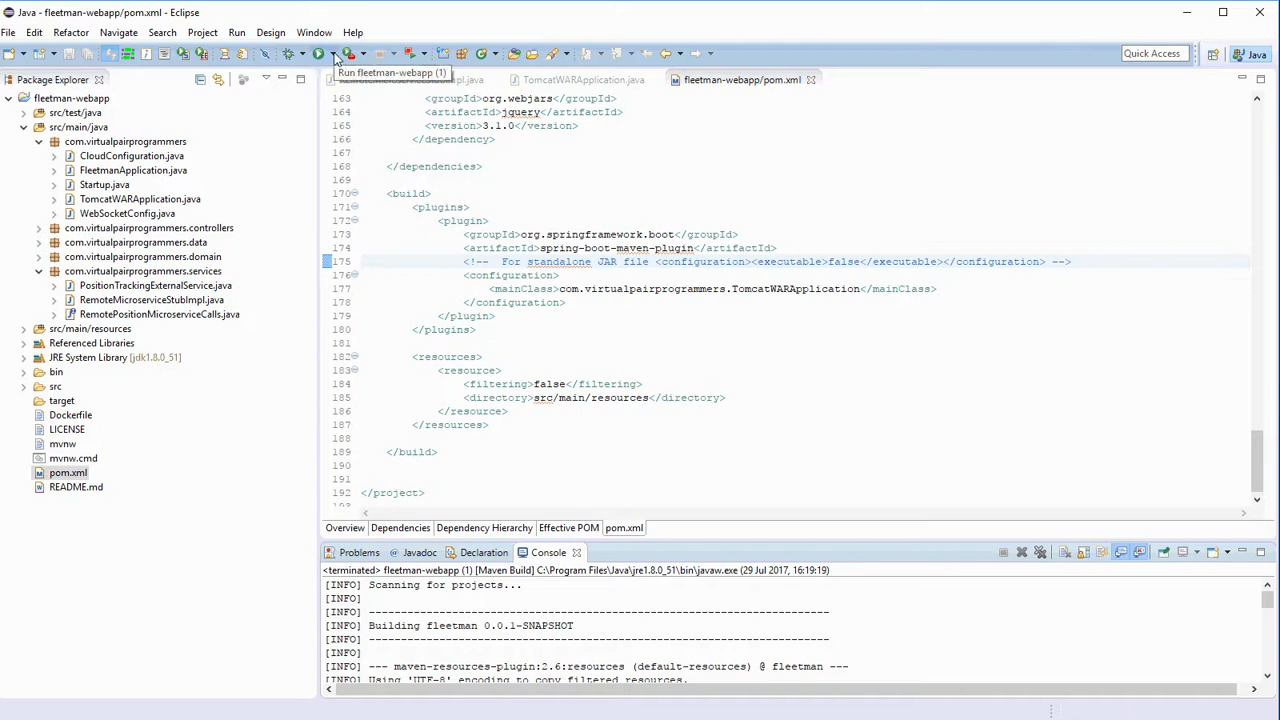 Java - fleetman-webapp/pom.xml - Eclipse
File Edit Refactor Navigate Search Project Run Design Window Help
Quick Access
Java
Run fleetman-webapp (1)
Package Explorer
TomcatWARApplication.java
fleetman-webapp/pom.xml
fleetman-webapp
src/test/java
src/main/java
com.virtualpairprogrammers
CloudConfiguration.java
FleetmanApplication.java
Startup.java
TomcatWARApplication.java
WebSocketConfig.java
com.virtualpairprogrammers.controllers
com.virtualpairprogrammers.data
com.virtualpairprogrammers.domain
com.virtualpairprogrammers.services
PositionTrackingExternalService.java
RemoteMicroserviceStubImpl.java
RemotePositionMicroserviceCalls.java
src/main/resources
Referenced Libraries
JRE System Library [jdk1.8.0_51]
bin
src
target
Dockerfile
LICENSE
mvnw
mvnw.cmd
pom.xml
README.md
163 <groupId>org.webjars</groupId>
164 <artifactId>jquery</artifactId>
165 <version>3.1.0</version>
166 </dependency>
167
168 </dependencies>
169
170 <build>
171 <plugins>
172 <plugin>
173 <groupId>org.springframework.boot</groupId>
174 <artifactId>spring-boot-maven-plugin</artifactId>
175 <!-- For standalone JAR file <configuration><executable>false</executable></configuration> -->
176 <configuration>
177 <mainClass>com.virtualpairprogrammers.TomcatWARApplication</mainClass>
178 </configuration>
179 </plugin>
180 </plugins>
181
182 <resources>
183 <resource>
184 <filtering>false</filtering>
185 <directory>src/main/resources</directory>
186 </resource>
187 </resources>
188
189 </build>
190
191
192 </project>
193
Overview Dependencies Dependency Hierarchy Effective POM pom.xml
Problems Javadoc Declaration Console
<terminated> fleetman-webapp (1) [Maven Build] C:\Program Files\Java\jre1.8.0_51\bin\javaw.exe (29 Jul 2017, 16:19:19)
[INFO] Scanning for projects...
[INFO]
[INFO] ------------------------------------------------------------------------
[INFO] Building fleetman 0.0.1-SNAPSHOT
[INFO] ------------------------------------------------------------------------
[INFO]
[INFO] --- maven-resources-plugin:2.6:resources (default-resources) @ fleetman ---
[INFO] Using 'UTF-8' encoding to copy filtered resources.